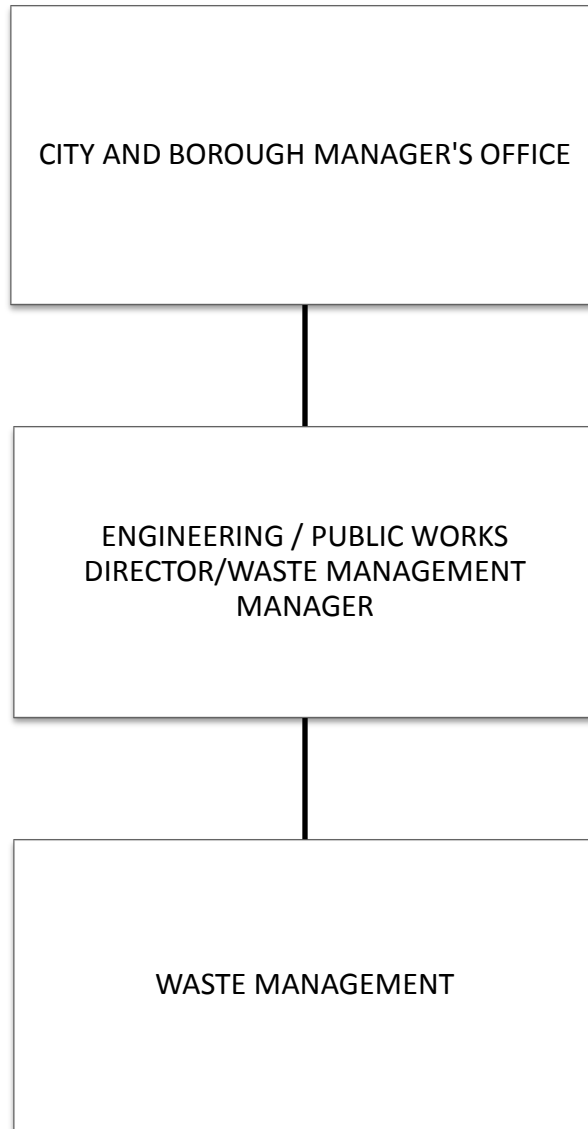 CITY AND BOROUGH MANAGER'S OFFICE
ENGINEERING / PUBLIC WORKS
DIRECTOR/WASTE MANAGEMENT
MANAGER
WASTE MANAGEMENT